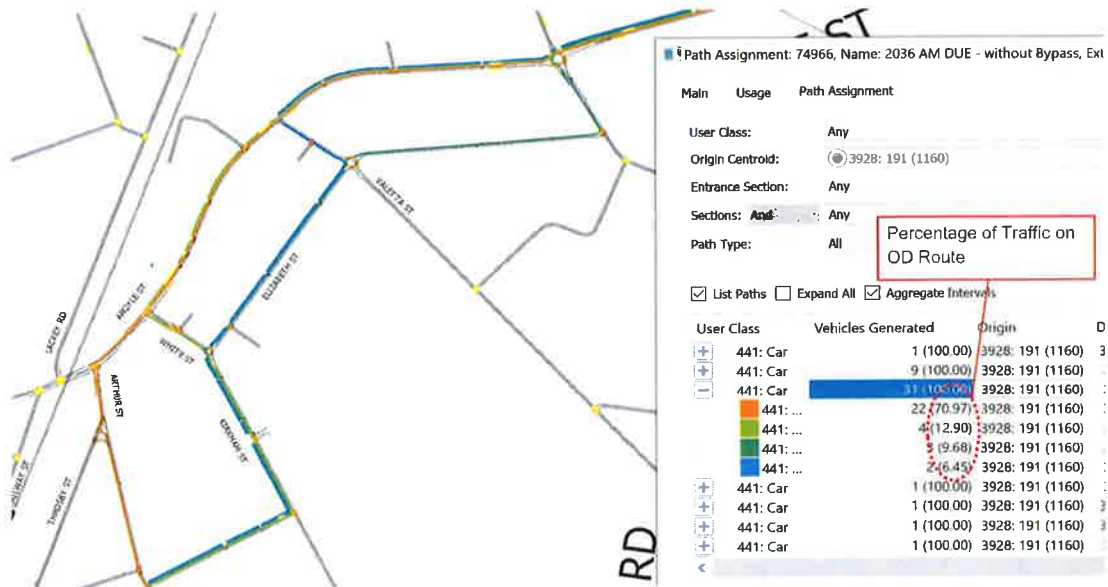 ST
Path Assignment: 74966, Name: 2036 AM DUE - without Bypass, Ext
Main Usage Path Assignment
User Class: Any
Origin Centroid: 3928: 191 (1160)
Entrance Section: Any
Sections: And Any
Path Type: All
Percentage of Traffic on
OD Route
List Paths Expand All Aggregate Intervals
User Class Vehicles Generated Origin D
441: Car 1 (100.00) 3928: 191 (1160) 3
441: Car 9 (100.00) 3928: 191 (1160)
441: Car 31 (100.00) 3928: 191 (1160)
441: ... 22 (70.97) 3928: 191 (1160)
441: ... 4 (12.90) 3928: 191 (1160)
441: ... 3 (9.68) 3928: 191 (1160)
441: ... 2 (6.45) 3928: 191 (1160)
441: Car 1 (100.00) 3928: 191 (1160)
441: Car 1 (100.00) 3928: 191 (1160)
441: Car 1 (100.00) 3928: 191 (1160)
441: Car 1 (100.00) 3928: 191 (1160)
VALETTA ST
ELIZABETH ST
ARGYLE ST
LACKEY RD
WHITE ST
ARTHUR ST
KIRKHAM ST
THROSBY ST
RD